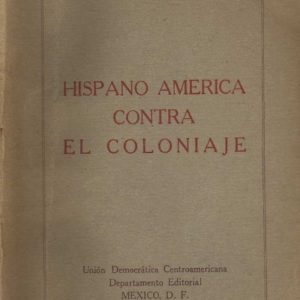 HISPANO AMERICA
CONTRA
EL COLONIAJE
Unión Democrática Centroamericana
Departamento Editorial
MEXICO, D. F.